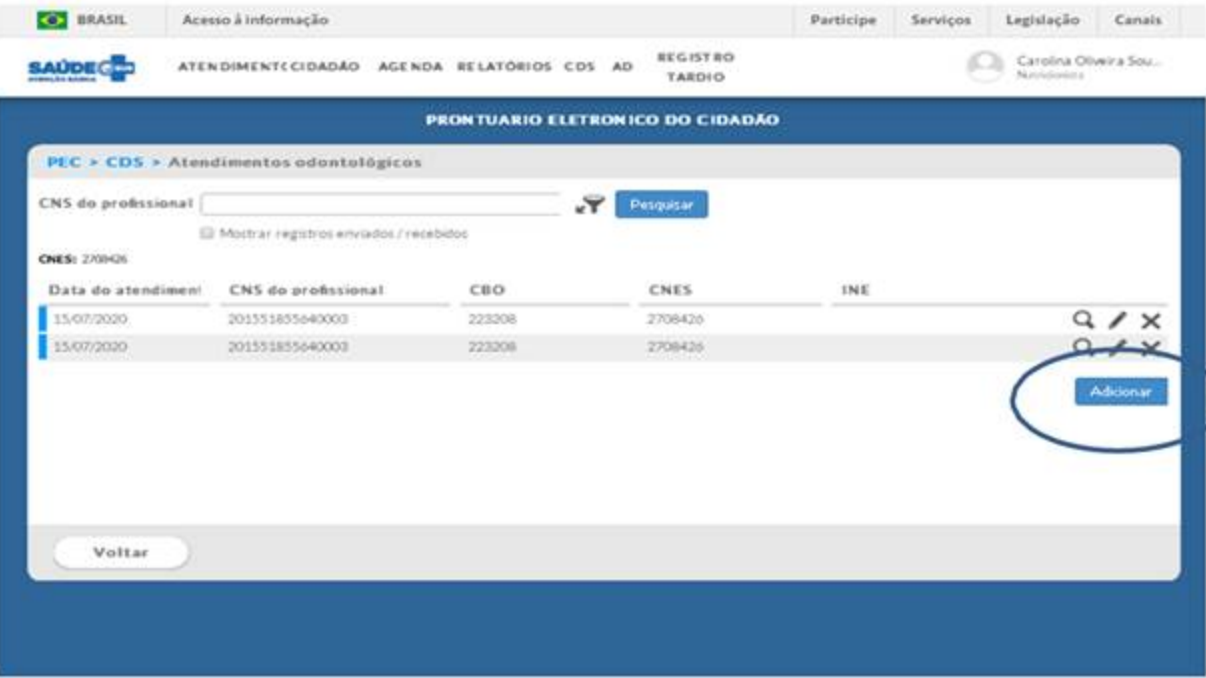 BRASIL Acesso à informação Participe Serviços Legislação Canais
SAÚDE ATENDIMENTCCIDADÃO AGENDA RELATÓRIOS CDS AD REGISTRO TARDIO Carolina Oliveira Sou...
ATENÇÃO BÁSICA
PRONTUARIO ELETRONICO DO CIDADÃO
PEC > CDS > Atendimentos odontológicos
CNS do profissional Pesquisar
Mostrar registros enviados / recebidos
CNES: 2708426
Data do atendiment CNS do profissional CBO CNES INE
15/07/2020 201551855640003 223208 2708426
15/07/2020 201551855640003 223208 2708426
Adicionar
Voltar